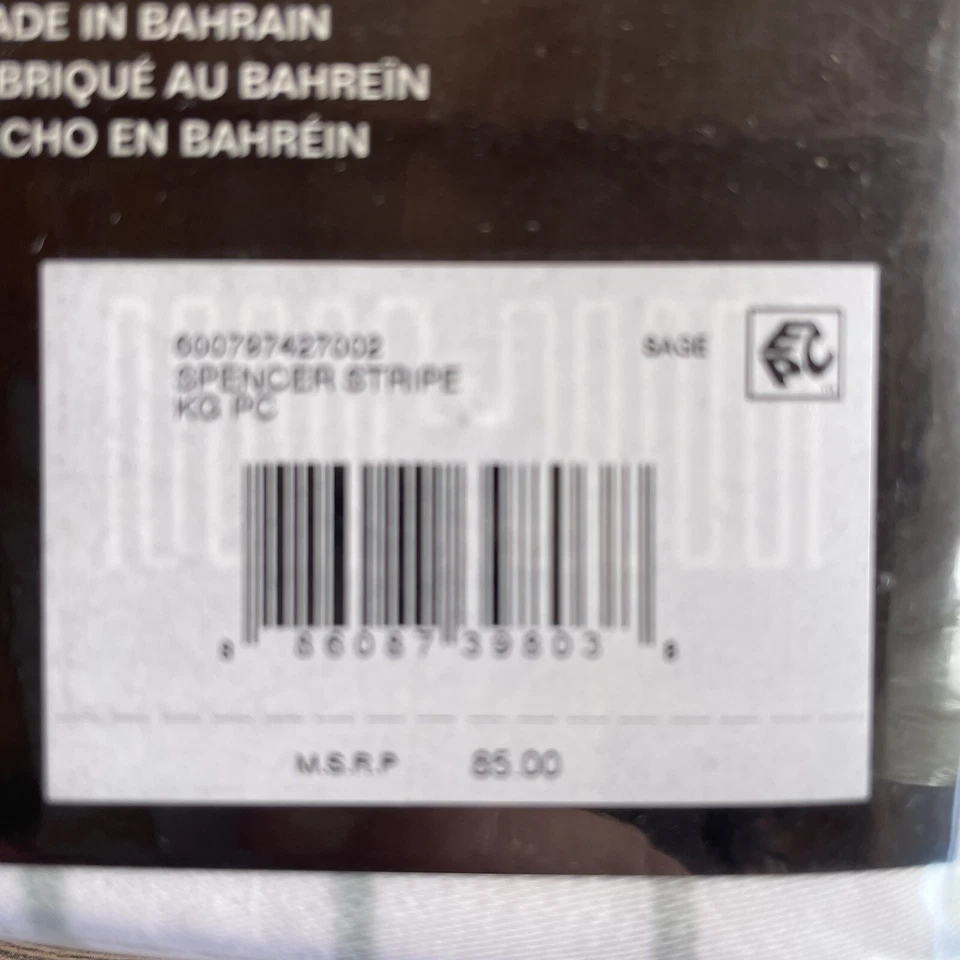 ADE IN BAHRAIN
BRIQUÉ AU BAHREÏN
CHO EN BAHRÉIN
SAGE
SPENCER STRIPE
KG PC
8 86087 39803 8
M.S.R.P 85.00